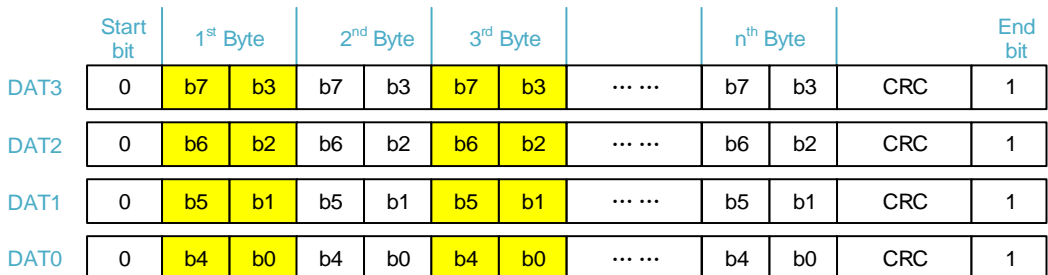 Start bit 1st Byte 2nd Byte 3rd Byte nth Byte End bit
DAT3 0 b7 b3 b7 b3 b7 b3 ... ... b7 b3 CRC 1
DAT2 0 b6 b2 b6 b2 b6 b2 ... ... b6 b2 CRC 1
DAT1 0 b5 b1 b5 b1 b5 b1 ... ... b5 b1 CRC 1
DAT0 0 b4 b0 b4 b0 b4 b0 ... ... b4 b0 CRC 1